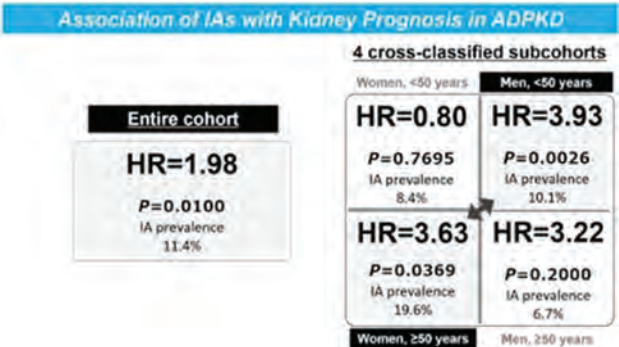 Association of IAs with Kidney Prognosis in ADPKD
4 cross-classified subcohorts
Women, <50 years
Men, <50 years
Entire cohort
HR=1.98
P=0.0100
IA prevalence
11.4%
HR=0.80
P=0.7695
IA prevalence
8.4%
HR=3.93
P=0.0026
IA prevalence
10.1%
HR=3.63
P=0.0369
IA prevalence
19.6%
HR=3.22
P=0.2000
IA prevalence
6.7%
Women, ≥50 years
Men, ≥50 years